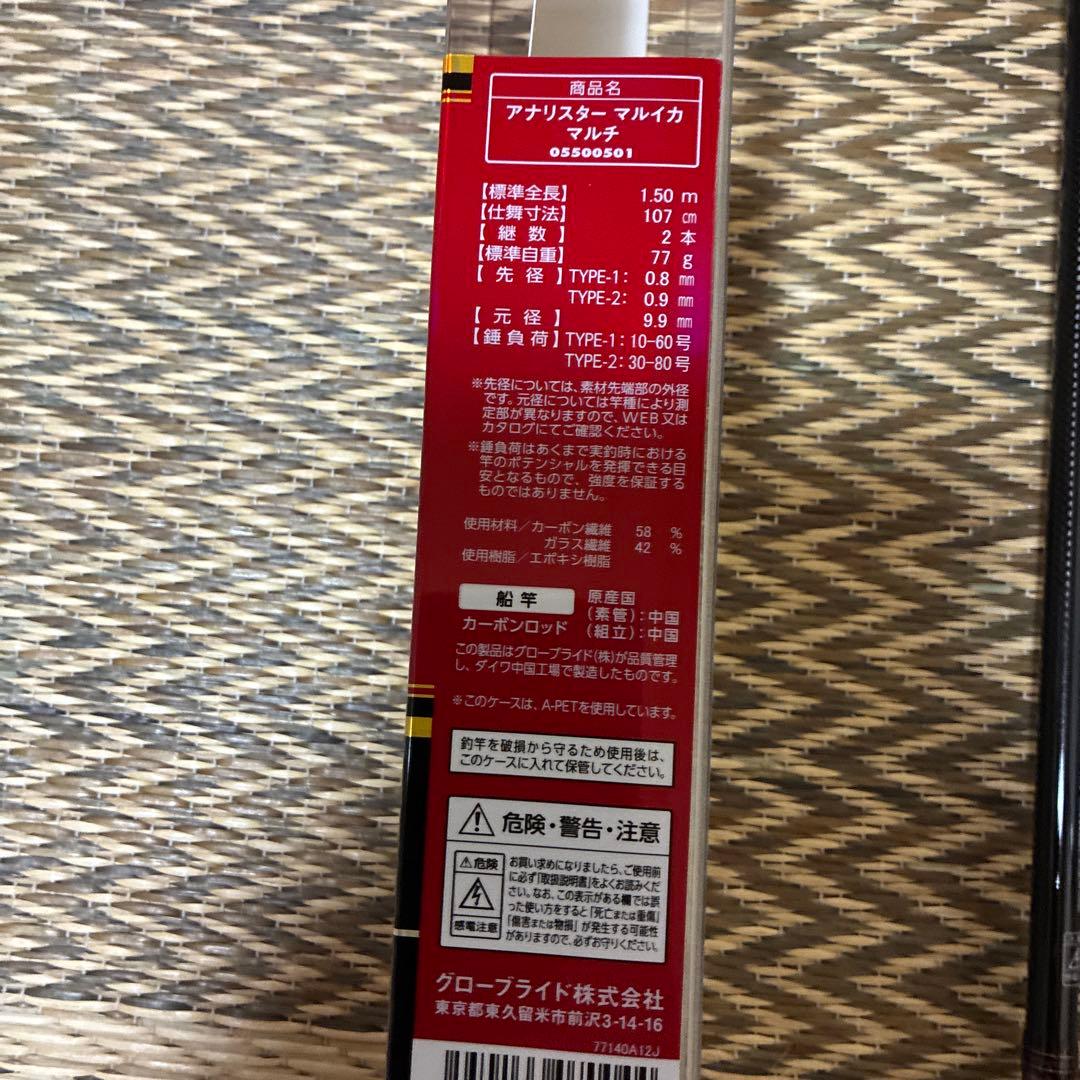 商品名
アナリスター マルイカ
マルチ
05500501
【標準全長】 1.50 m
【仕舞寸法】 107 cm
【継数】 2 本
【標準自重】 77 g
【先径】TYPE-1: 0.8 mm
TYPE-2: 0.9 mm
【元径】 9.9 mm
【錘負荷】TYPE-1:10-60号
TYPE-2:30-80号
※先径については、素材先端部の外径
です。元径については竿種により測
定部が異なりますので、WEB又は
カタログにてご確認ください。
※錘負荷はあくまで実釣時における
竿のポテンシャルを発揮できる目
安となるもので、強度を保証する
ものではありません。
使用材料/カーボン繊維 58 %
ガラス繊維 42 %
使用樹脂/エポキシ樹脂
船竿
カーボンロッド
原産国
(素管):中国
(組立):中国
この製品はグローブライド(株)が品質管理
し、ダイワ中国工場で製造したものです。
※このケースは、A-PETを使用しています。
釣竿を破損から守るため使用後は、
このケースに入れて保管してください。
危険・警告・注意
危険
感電注意
お買い求めになりましたら、ご使用前
に必ず「取扱説明書」をよくお読みくだ
さい。なお、この表示がある欄では誤
った使い方をすると「死亡または重傷」
「傷害または物損」が発生する可能性
がありますので、必ずお守りください。
グローブライド株式会社
東京都東久留米市前沢3-14-16
77140A12J